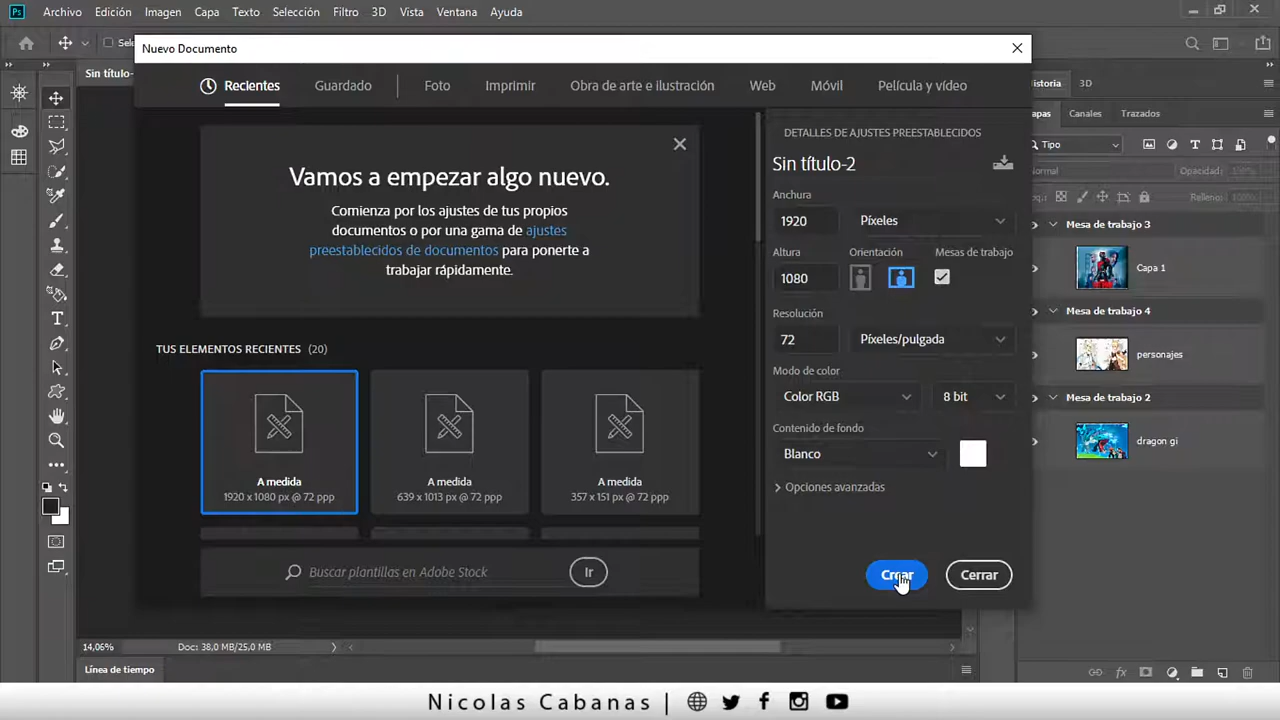 Ps Archivo Edición Imagen Capa Texto Selección Filtro 3D Vista Ventana Ayuda
Nuevo Documento
Sin título-
Recientes Guardado Foto Imprimir Obra de arte e ilustración Web Móvil Película y vídeo
Vamos a empezar algo nuevo.
Comienza por los ajustes de tus propios
documentos o por una gama de ajustes
preestablecidos de documentos para ponerte a
trabajar rápidamente.
TUS ELEMENTOS RECIENTES (20)
A medida
1920 x 1080 px @ 72 ppp
A medida
639 x 1013 px @ 72 ppp
A medida
357 x 151 px @ 72 ppp
Buscar plantillas en Adobe Stock Ir
DETALLES DE AJUSTES PREESTABLECIDOS
Sin título-2
Anchura
1920 Píxeles
Altura Orientación Mesas de trabajo
1080
Resolución
72 Píxeles/pulgada
Modo de color
Color RGB 8 bit
Contenido de fondo
Blanco
Opciones avanzadas
Crear Cerrar
istoria 3D
apas Canales Trazados
Tipo
ormal Opacidad:
Relleno:
Mesa de trabajo 3
Capa 1
Mesa de trabajo 4
personajes
Mesa de trabajo 2
dragon gi
14,06% Doc: 38,0 MB/25,0 MB
Línea de tiempo
Nicolas Cabanas |